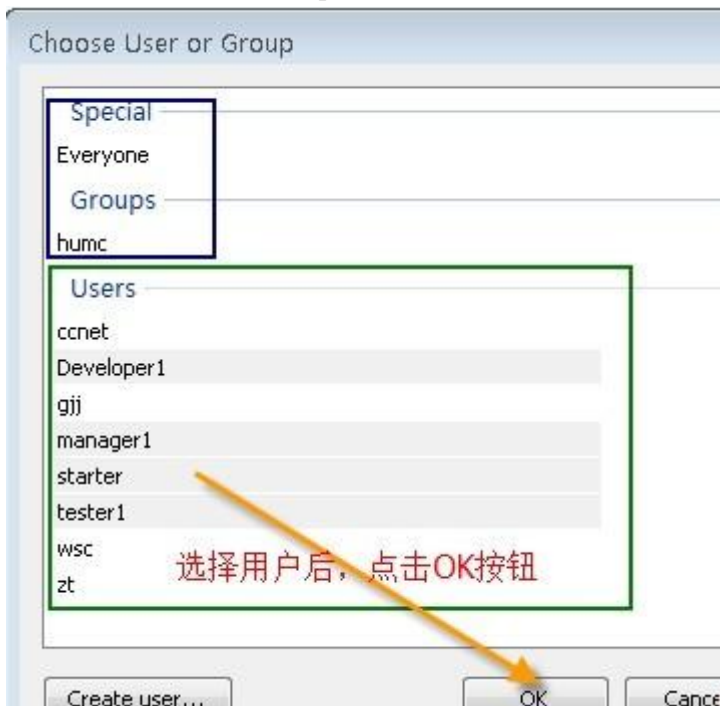 Choose User or Group
Special
Everyone
Groups
humc
Users
ccnet
Developer1
gjj
manager1
starter
tester1
wsc
zt
选择用户后，点击OK按钮
Create user...
OK
Cance